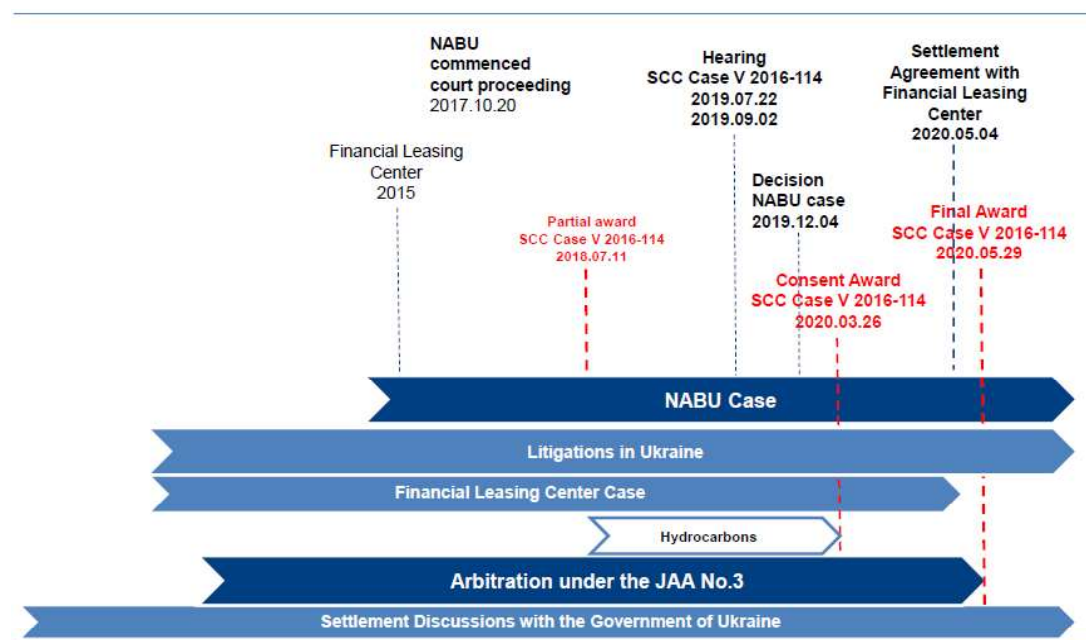 NABU
commenced
court proceeding
2017.10.20
Hearing
SCC Case V 2016-114
2019.07.22
2019.09.02
Settlement
Agreement with
Financial Leasing
Center
2020.05.04
Financial Leasing
Center
2015
Decision
NABU case
2019.12.04
Partial award
SCC Case V 2016-114
2018.07.11
Final Award
SCC Case V 2016-114
2020.05.29
Consent Award
SCC Case V 2016-114
2020.03.26
NABU Case
Litigations in Ukraine
Financial Leasing Center Case
Hydrocarbons
Arbitration under the JAA No.3
Settlement Discussions with the Government of Ukraine